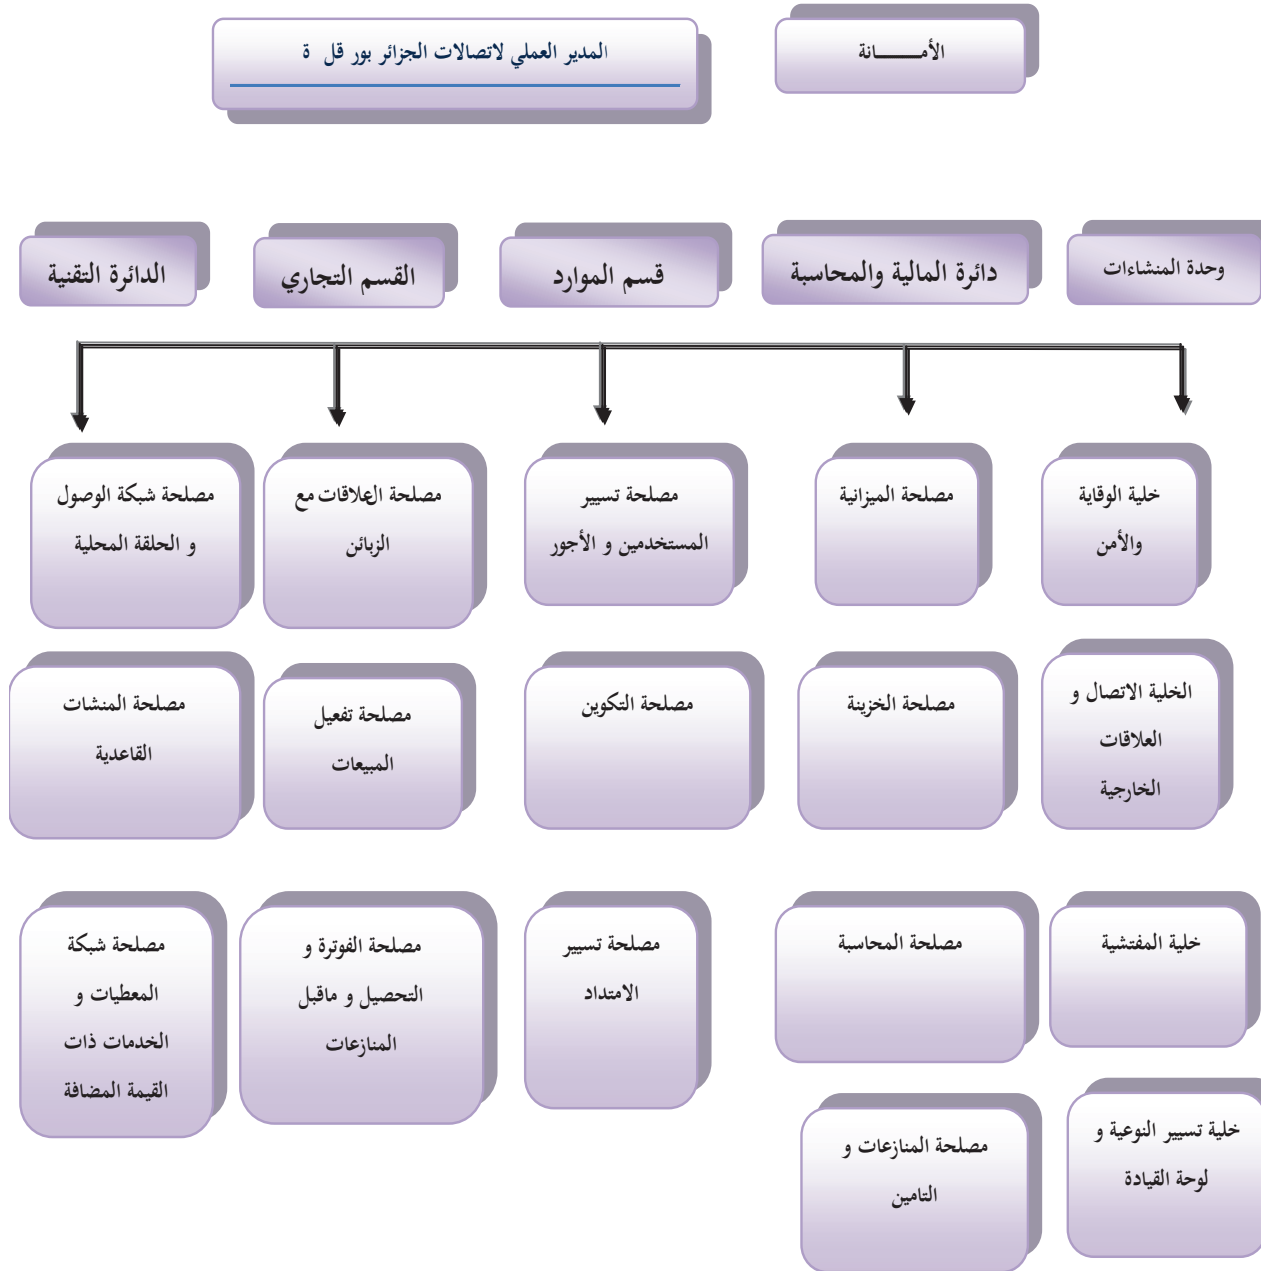 الأمـــــانة
المدير العملي لاتصالات الجزائر بور قل ة
وحدة المنشاءات
دائرة المالية والمحاسبة
قسم الموارد
القسم التجاري
الدائرة التقنية
خلية الوقاية
والأمن
مصلحة الميزانية
مصلحة تسيير
المستخدمين و الأجور
مصلحة العلاقات مع
الزبائن
مصلحة شبكة الوصول
و الحلقة المحلية
الخلية الاتصال و
العلاقات
الخارجية
مصلحة الخزينة
مصلحة التكوين
مصلحة تفعيل
المبيعات
مصلحة المنشات
القاعدية
خلية المفتشية
مصلحة المحاسبة
مصلحة تسيير
الامتداد
مصلحة الفوترة و
التحصيل و ماقبل
المنازعات
مصلحة شبكة
المعطيات و
الخدمات ذات
القيمة المضافة
خلية تسيير النوعية و
لوحة القيادة
مصلحة المنازعات و
التامين